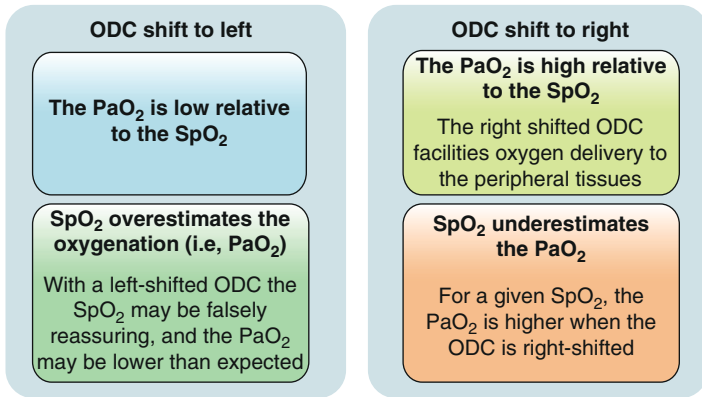 ODC shift to left
The PaO₂ is low relative
to the SpO₂
SpO₂ overestimates the
oxygenation (i.e, PaO₂)
With a left-shifted ODC the
SpO₂ may be falsely
reassuring, and the PaO₂
may be lower than expected
ODC shift to right
The PaO₂ is high relative
to the SpO₂
The right shifted ODC
facilities oxygen delivery to
the peripheral tissues
SpO₂ underestimates
the PaO₂
For a given SpO₂, the
PaO₂ is higher when the
ODC is right-shifted